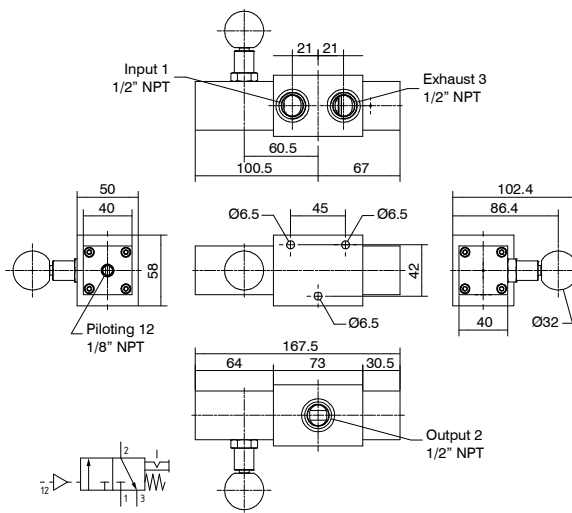 21 21
Input 1
1/2” NPT
Exhaust 3
1/2” NPT
60.5
100.5 67
50
40
58
Piloting 12
1/8” NPT
Ø6.5 45 Ø6.5
42
Ø6.5
102.4
86.4
40 Ø32
167.5
64 73 30.5
Output 2
1/2” NPT
2
12
1 3